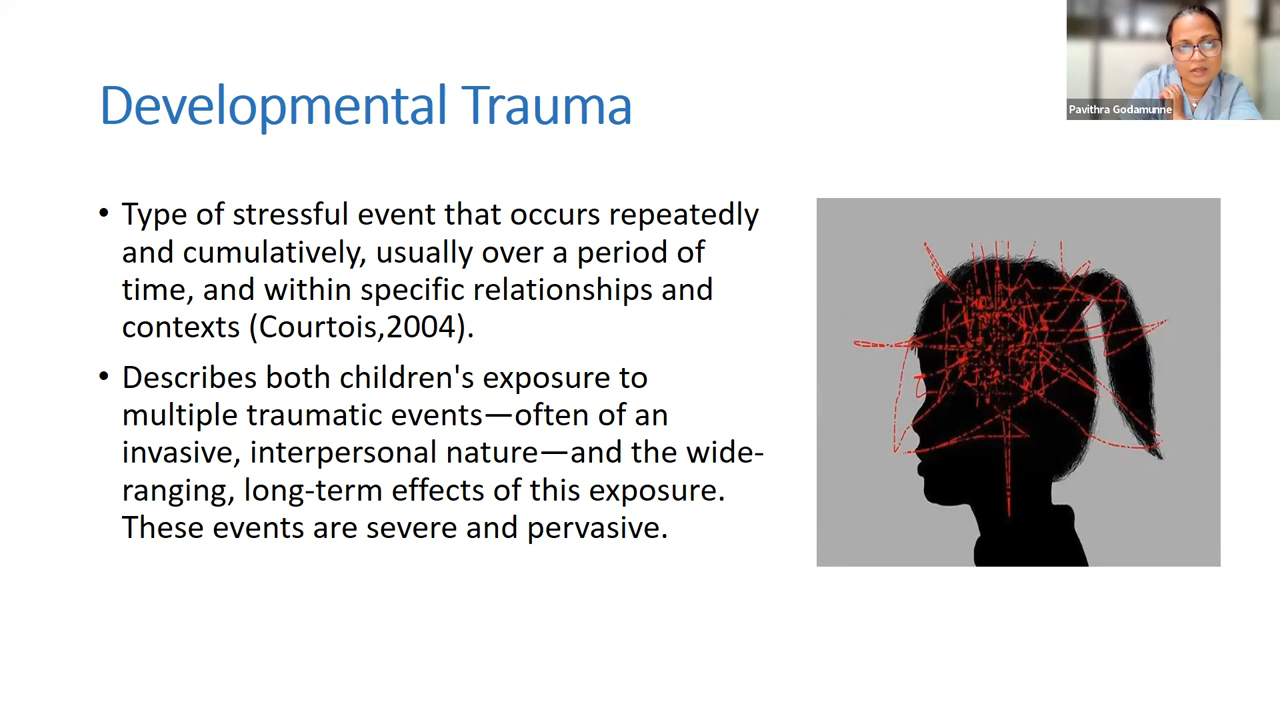 Pavithra Godamunne
Developmental Trauma
• Type of stressful event that occurs repeatedly
and cumulatively, usually over a period of
time, and within specific relationships and
contexts (Courtois,2004).
• Describes both children's exposure to
multiple traumatic events—often of an
invasive, interpersonal nature—and the wide-
ranging, long-term effects of this exposure.
These events are severe and pervasive.